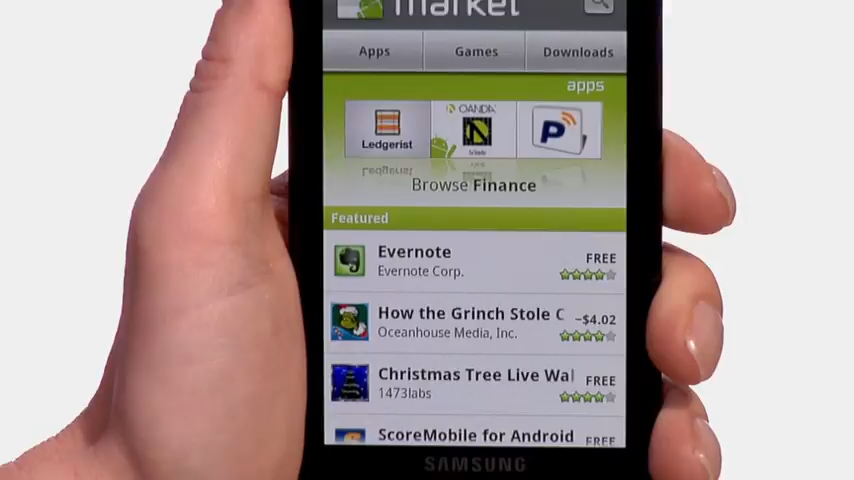 market
Apps
Games
Downloads
apps
Ledgerist
OANDA
P
Browse Finance
Featured
Evernote
FREE
Evernote Corp.
How the Grinch Stole C
~$4.02
Oceanhouse Media, Inc.
Christmas Tree Live Wal
FREE
1473labs
ScoreMobile for Android
FREE
SAMSUNG